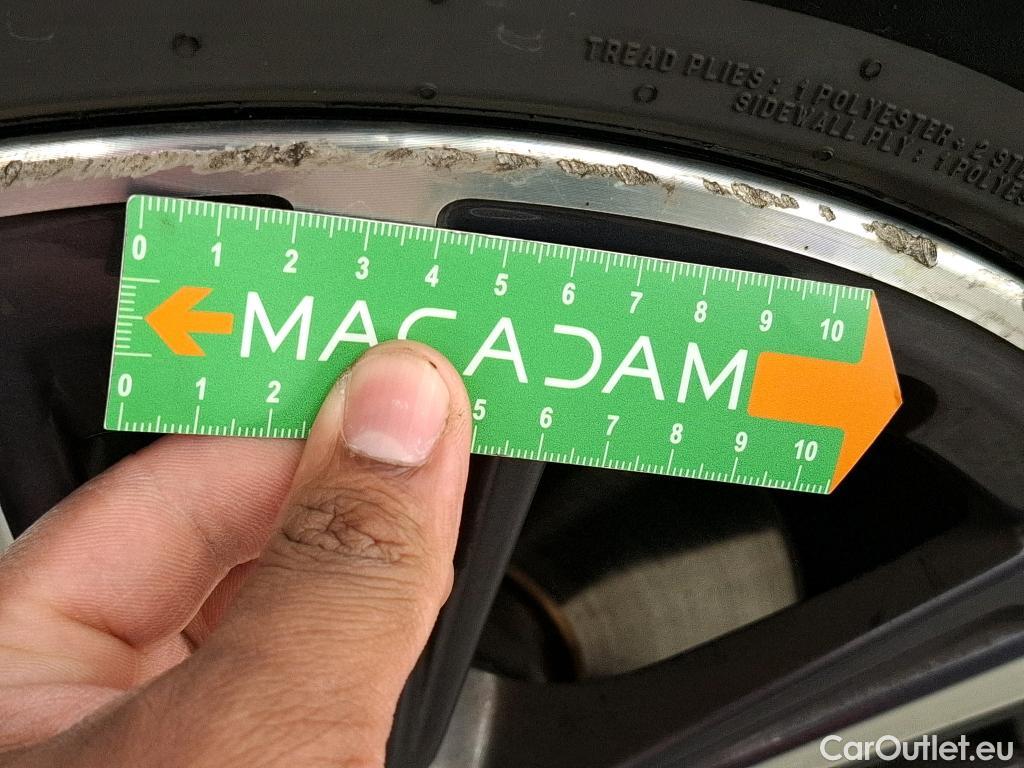 TREAD PLIES : 1 POLYESTER + 2 STE
SIDEWALL PLY : 1 POLYES
0 1 2 3 4 5 6 7 8 9 10
MACADAM
0 1 2 5 6 7 8 9 10
CarOutlet.eu